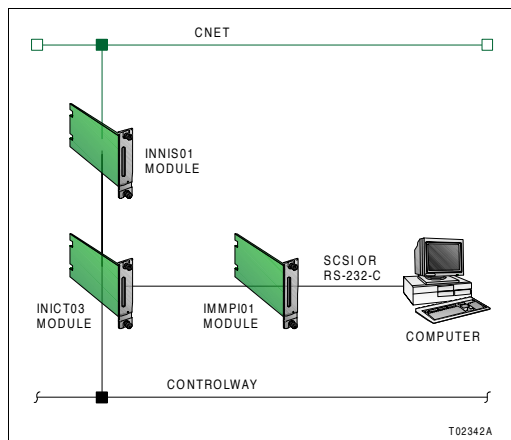 CNET
INNIS01
MODULE
SCSI OR
RS-232-C
INICT03
MODULE
IMMPI01
MODULE
COMPUTER
CONTROLWAY
T02342A